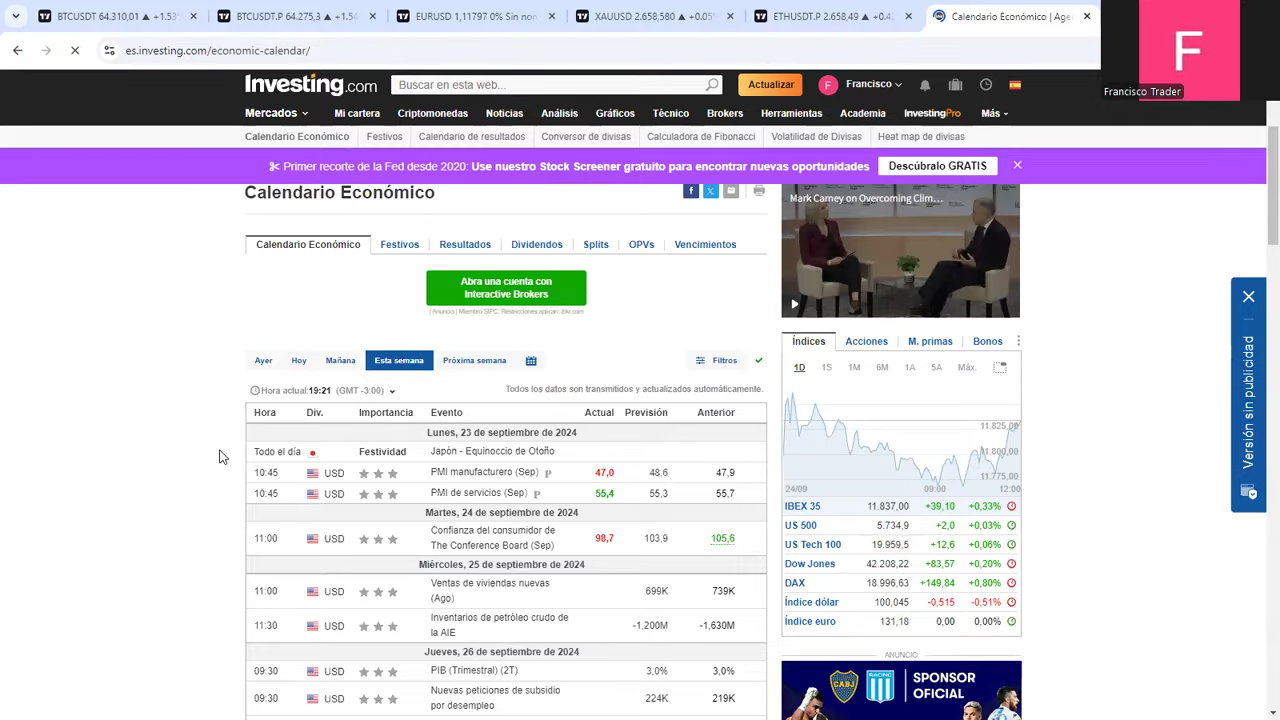 BTCUSDT 64.310,01 ▲ +1.53
BTCUSDT.P 64.275,3 ▲ +1.54
EURUSD 1,11797 0% Sin nom
XAUUSD 2.658,580 ▲ +0.05
ETHUSDT.P 2.658,49 ▲ +0.4
Calendario Económico | Age
es.investing.com/economic-calendar/
F
Francisco Trader
Investing.com
Buscar en esta web...
Actualizar
F
Francisco
Mercados
Mi cartera
Criptomonedas
Noticias
Análisis
Gráficos
Técnico
Brokers
Herramientas
Academia
InvestingPro
Más
Calendario Económico
Festivos
Calendario de resultados
Conversor de divisas
Calculadora de Fibonacci
Volatilidad de Divisas
Heat map de divisas
Primer recorte de la Fed desde 2020: Use nuestro Stock Screener gratuito para encontrar nuevas oportunidades
Descúbralo GRATIS
Calendario Económico
Calendario Económico
Festivos
Resultados
Dividendos
Splits
OPVs
Vencimientos
Abra una cuenta con
Interactive Brokers
| Anuncio | Miembro SIPC. Restricciones aplican: ibkr.com
Ayer
Hoy
Mañana
Esta semana
Próxima semana
Filtros
Hora actual:19:21 (GMT -3:00)
Todos los datos son transmitidos y actualizados automáticamente.
Hora Div. Importancia Evento Actual Previsión Anterior
Lunes, 23 de septiembre de 2024
Todo el día Festividad Japón - Equinoccio de Otoño
10:45 USD PMI manufacturero (Sep) P 47,0 48,6 47,9
10:45 USD PMI de servicios (Sep) P 55,4 55,3 55,7
Martes, 24 de septiembre de 2024
11:00 USD Confianza del consumidor de 98,7 103,9 105,6
The Conference Board (Sep)
Miércoles, 25 de septiembre de 2024
11:00 USD Ventas de viviendas nuevas 699K 739K
(Ago)
11:30 USD Inventarios de petróleo crudo de -1,200M -1,630M
la AIE
Jueves, 26 de septiembre de 2024
09:30 USD PIB (Trimestral) (2T) 3,0% 3,0%
09:30 USD Nuevas peticiones de subsidio 224K 219K
por desempleo
Mark Carney on Overcoming Clim...
Índices
Acciones
M. primas
Bonos
1D 1S 1M 6M 1A 5A Máx.
11.825,00
11.800,00
11.775,00
24/09 09:00 12:00
IBEX 35 11.837,00 +39,10 +0,33%
US 500 5.734,9 +2,0 +0,03%
US Tech 100 19.959,5 +12,6 +0,06%
Dow Jones 42.208,22 +83,57 +0,20%
DAX 18.996,63 +149,84 +0,80%
Índice dólar 100,045 -0,515 -0,51%
Índice euro 131,18 0,00 0,00%
ANUNCIO
CABJ
RACING
SPONSOR
OFICIAL
Versión sin publicidad